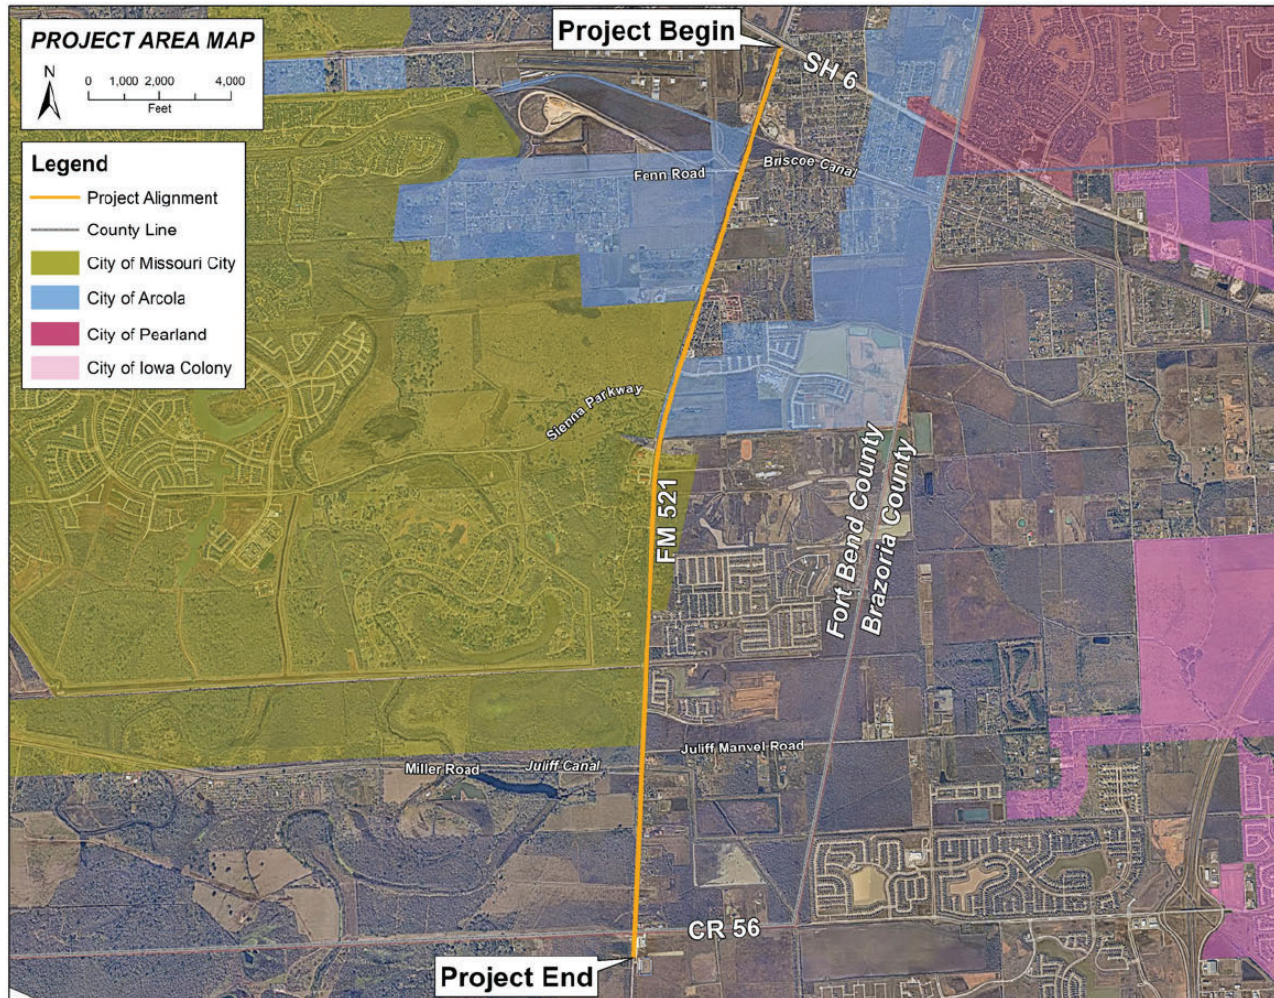 PROJECT AREA MAP
N
0 1,000 2,000 4,000
Feet
Legend
Project Alignment
County Line
City of Missouri City
City of Arcola
City of Pearland
City of Iowa Colony
Project Begin
SH 6
Briscoe Canal
Fenn Road
Sienna Parkway
FM 521
Fort Bend County
Brazoria County
Juliff Manvel Road
Miller Road
Juliff Canal
CR 56
Project End